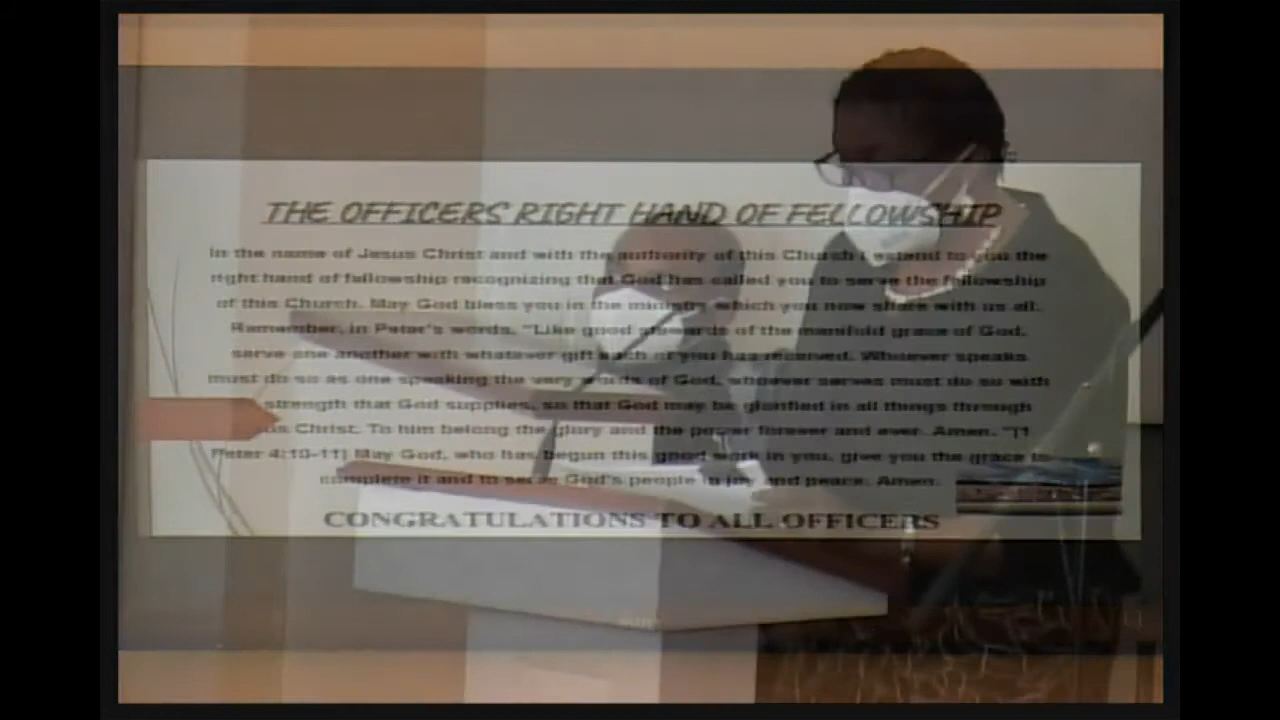 THE OFFICERS RIGHT HAND OF FELLOWSHIP
In the name of Jesus Christ and with the authority of this Church I extend to you the
right hand of fellowship recognizing that God has called you to serve the fellowship
of this Church. May God bless you in the ministry which you now share with us all.
Remember, in Peter's words, "Like good stewards of the manifold grace of God,
serve one another with whatever gift each of you has received. Whoever speaks
must do so as one speaking the very words of God, whoever serves must do so with
strength that God supplies, so that God may be glorified in all things through
Christ. To him belong the glory and the power forever and ever. Amen. "(1
Peter 4:10-11) May God, who has begun this good work in you, give you the grace to
complete it and to serve God's people in joy and peace. Amen.
CONGRATULATIONS TO ALL OFFICERS